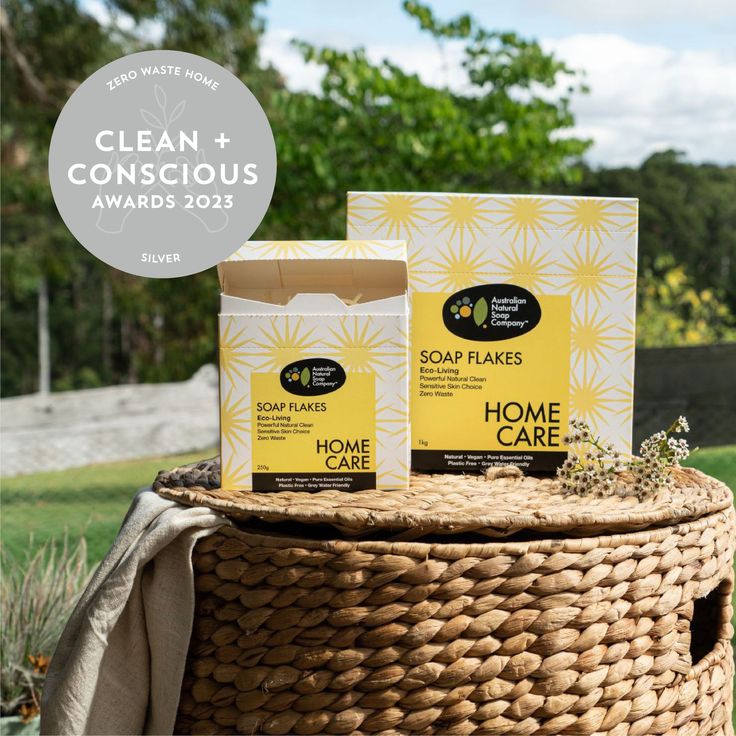 ZERO WASTE HOME
CLEAN +
CONSCIOUS
AWARDS 2023
SILVER
Australian
Natural
Soap
Company™
SOAP FLAKES
Eco-Living
Powerful Natural Clean
Sensitive Skin Choice
Zero Waste
HOME
CARE
250g
Natural • Vegan • Pure Essential Oils
Plastic Free • Grey Water Friendly
Australian
Natural
Soap
Company™
SOAP FLAKES
Eco-Living
Powerful Natural Clean
Sensitive Skin Choice
Zero Waste
HOME
CARE
1kg
Natural • Vegan • Pure Essential Oils
Plastic Free • Grey Water Friendly